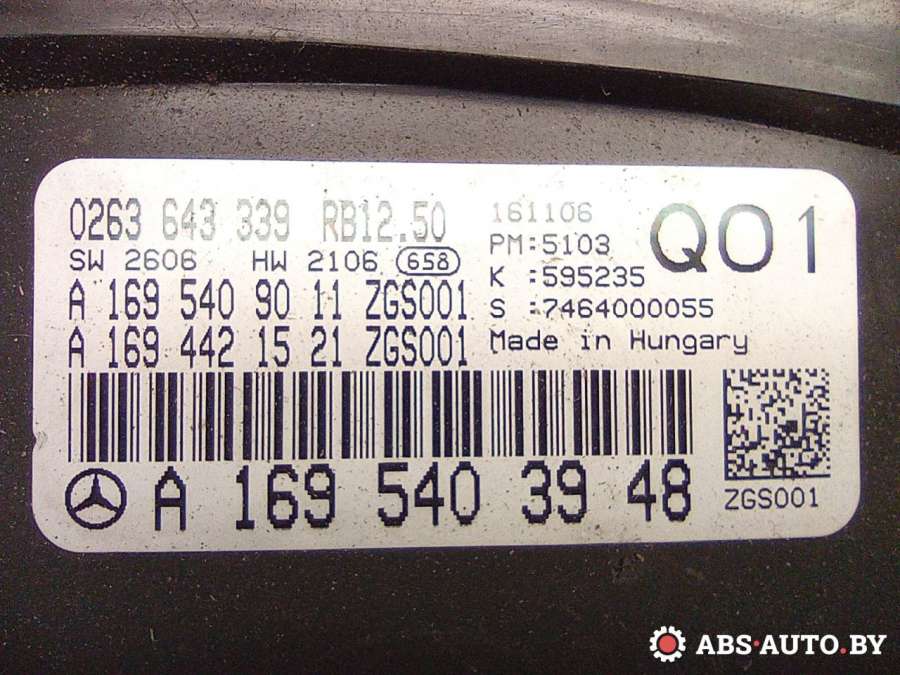 0263 643 339 RB12.50
SW 2606 HW 2106 658
A 169 540 90 11 ZGS001
A 169 442 15 21 ZGS001
161106
PM:5103
K :595235
S :7464000055
Made in Hungary
Q01
A 169 540 39 48
ZGS001
ABS-AUTO.BY